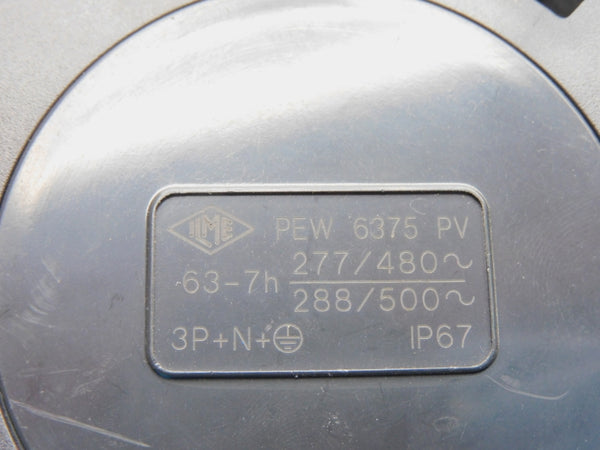 ILME PEW 6375 PV
63-7h 277/480~
288/500~
3P+N+⏚ IP67